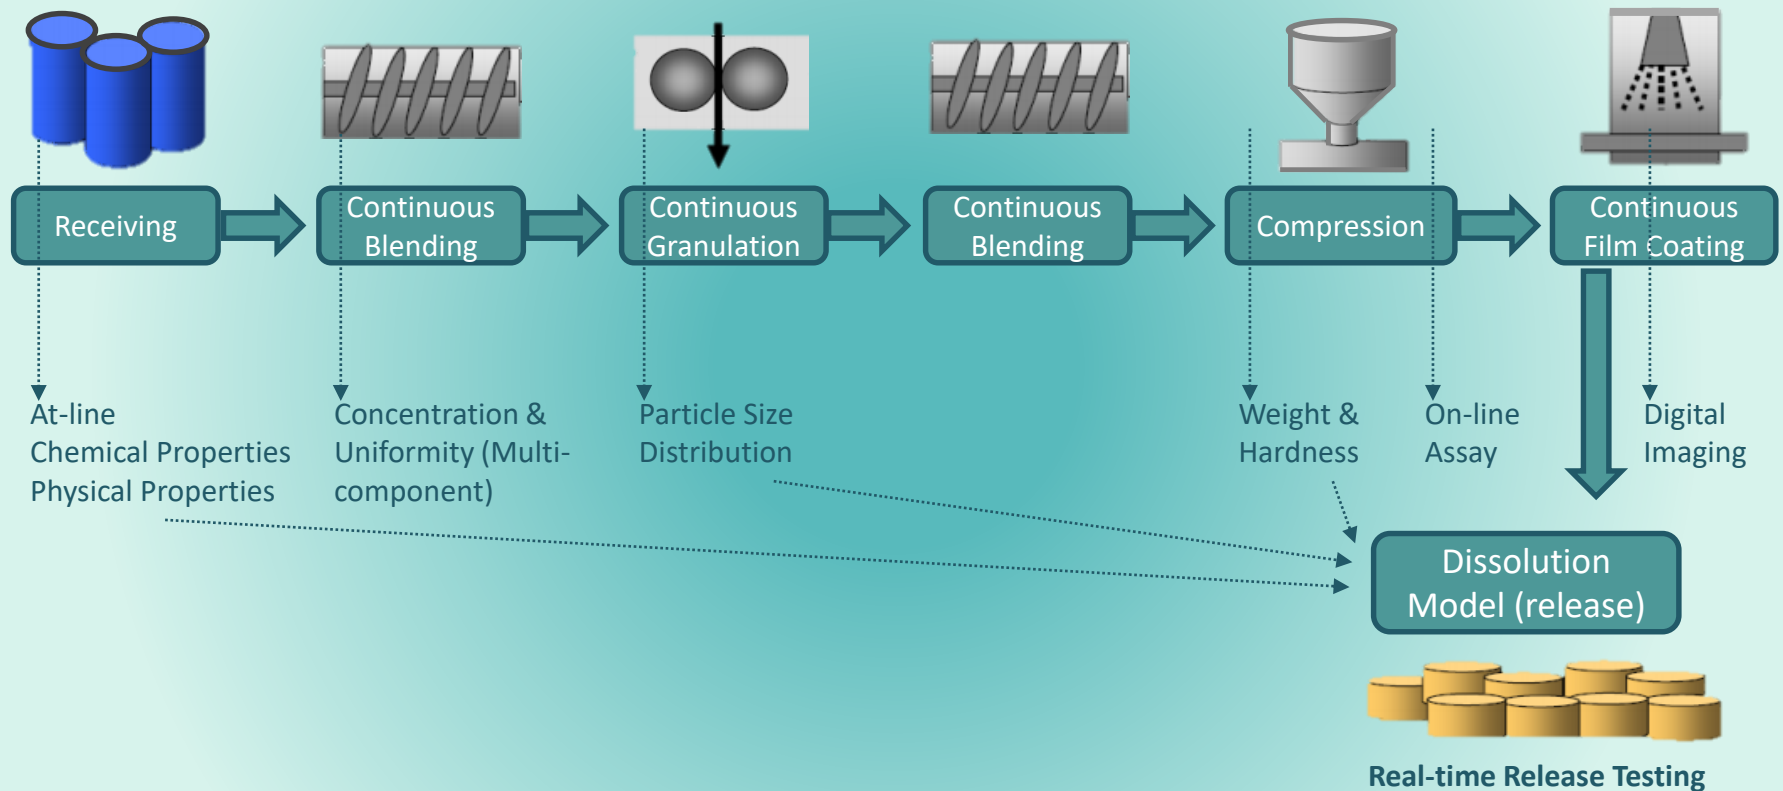 Receiving
Continuous
Blending
Continuous
Granulation
Continuous
Blending
Compression
Continuous
Film Coating
At-line
Chemical Properties
Physical Properties
Concentration &
Uniformity (Multi-
component)
Particle Size
Distribution
Weight &
Hardness
On-line
Assay
Digital
Imaging
Dissolution
Model (release)
Real-time Release Testing